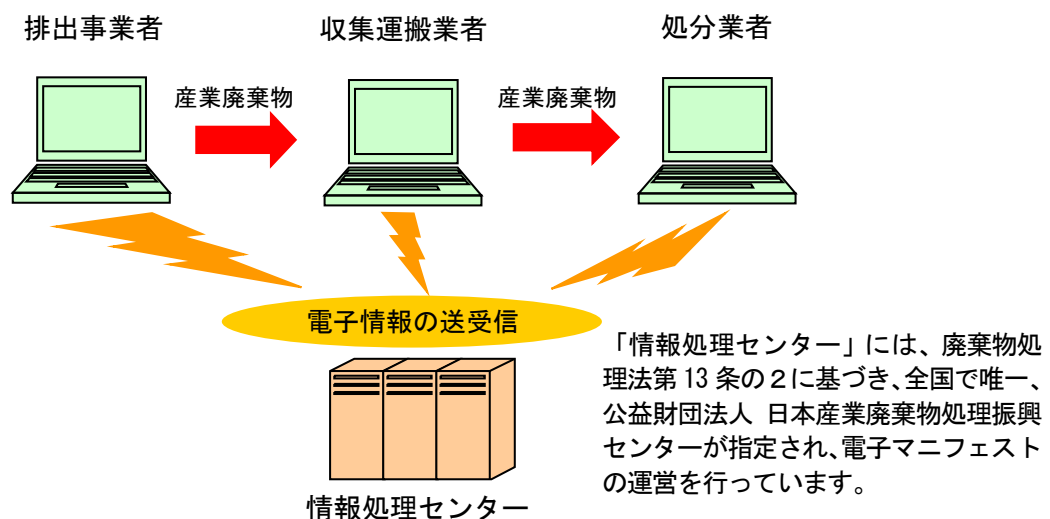 排出事業者
収集運搬業者
処分業者
産業廃棄物
産業廃棄物
電子情報の送受信
「情報処理センター」には、廃棄物処
理法第 13 条の２に基づき、全国で唯一、
公益財団法人 日本産業廃棄物処理振興
センターが指定され、電子マニフェスト
の運営を行っています。
情報処理センター